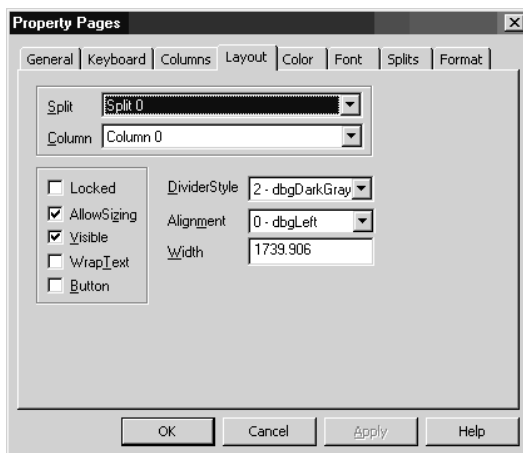 Property Pages
General Keyboard Columns Layout Color Font Splits Format
Split Split 0
Column Column 0
Locked
AllowSizing
Visible
WrapText
Button
DividerStyle 2 - dbgDarkGray
Alignment 0 - dbgLeft
Width 1739.906
OK Cancel Apply Help